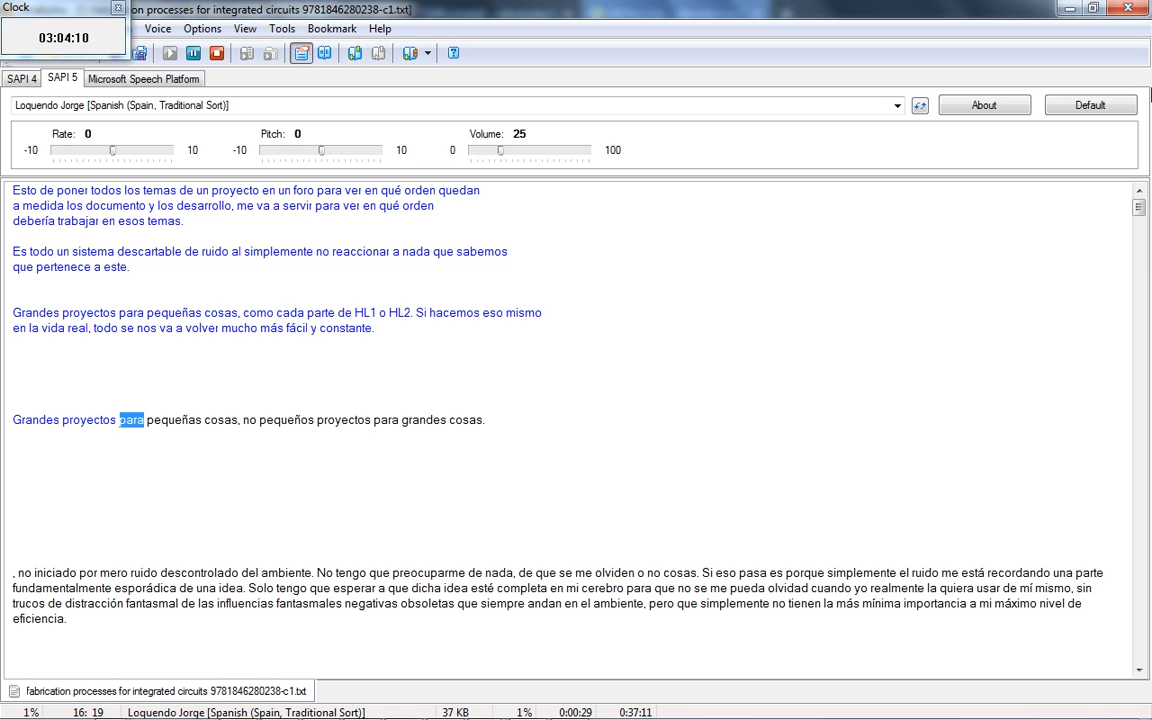 Clock
on processes for integrated circuits 9781846280238-c1.txt]
03:04:10
Voice Options View Tools Bookmark Help
SAPI 4 SAPI 5 Microsoft Speech Platform
Loquendo Jorge [Spanish (Spain, Traditional Sort)] About Default
Rate: 0 Pitch: 0 Volume: 25
-10 10 -10 10 0 100
Esto de poner todos los temas de un proyecto en un foro para ver en qué orden quedan
a medida los documento y los desarrollo, me va a servir para ver en qué orden
debería trabajar en esos temas.
Es todo un sistema descartable de ruido al simplemente no reaccionar a nada que sabemos
que pertenece a este.
Grandes proyectos para pequeñas cosas, como cada parte de HL1 o HL2. Si hacemos eso mismo
en la vida real, todo se nos va a volver mucho más fácil y constante.
Grandes proyectos para pequeñas cosas, no pequeños proyectos para grandes cosas.
, no iniciado por mero ruido descontrolado del ambiente. No tengo que preocuparme de nada, de que se me olviden o no cosas. Si eso pasa es porque simplemente el ruido me está recordando una parte
fundamentalmente esporádica de una idea. Solo tengo que esperar a que dicha idea esté completa en mi cerebro para que no se me pueda olvidad cuando yo realmente la quiera usar de mí mismo, sin
trucos de distracción fantasmal de las influencias fantasmales negativas obsoletas que siempre andan en el ambiente, pero que simplemente no tienen la más mínima importancia a mi máximo nivel de
eficiencia.
fabrication processes for integrated circuits 9781846280238-c1.txt
1% 16: 19 Loquendo Jorge [Spanish (Spain, Traditional Sort)] 37 KB 1% 0:00:29 0:37:11